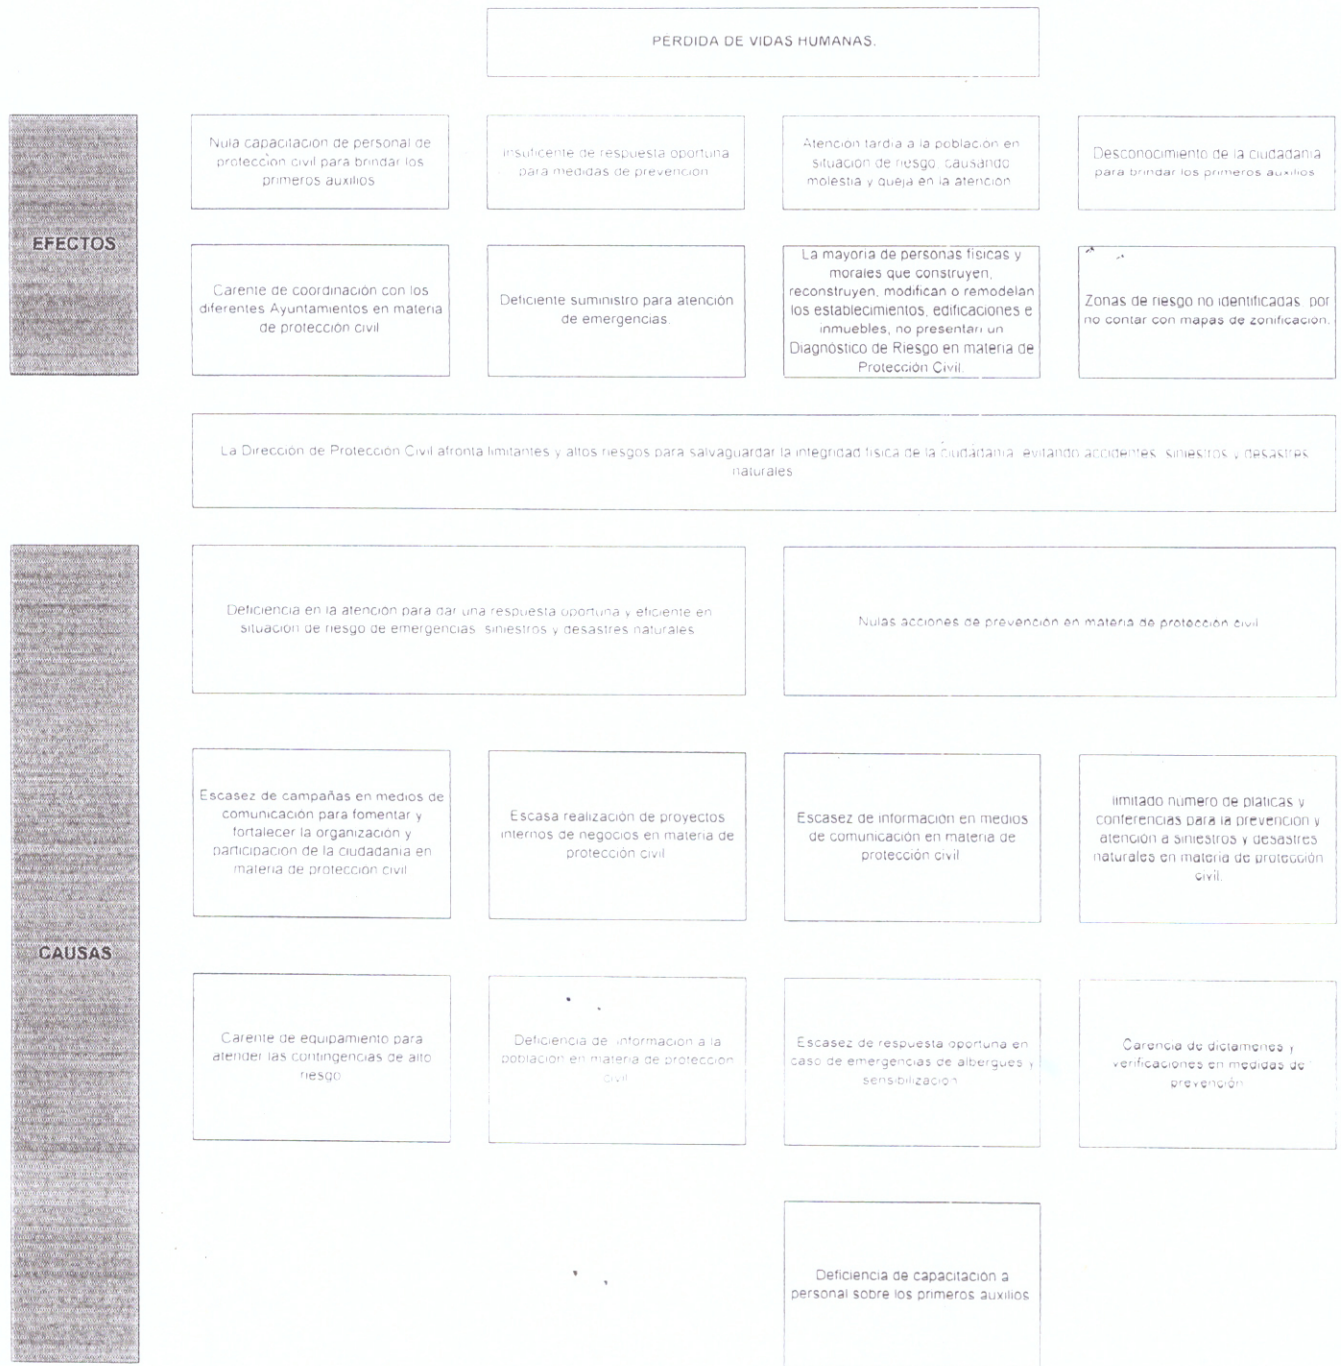 PERDIDA DE VIDAS HUMANAS.
EFECTOS
Nula capacitacion de personal de
protección civil para brindar los
primeros auxilios
insuficente de respuesta oportuna
para medidas de prevención
Atención tardia a la población en
situación de riesgo, causando
molestia y queja en la atención
Desconocimiento de la ciudadania
para brindar los primeros auxilios
Carente de coordinación con los
diferentes Ayuntamientos en materia
de protección civil
Deficiente suministro para atención
de emergencias.
La mayoria de personas fisicas y
morales que construyen,
reconstruyen, modifican o remodelan
los establecimientos, edificaciones e
inmuebles, no presentan un
Diagnóstico de Riesgo en materia de
Protección Civil.
Zonas de riesgo no identificadas, por
no contar con mapas de zonificación.
La Dirección de Protección Civil afronta limitantes y altos riesgos para salvaguardar la integridad fisica de la ciudadania, evitando accidentes, siniestros y desastres
naturales
CAUSAS
Deficiencia en la atención para dar una respuesta oportuna y eficiente en
situación de riesgo de emergencias, siniestros y desastres naturales
Nulas acciones de prevención en materia de protección civil
Escasez de campañas en medios de
comunicación para fomentar y
fortalecer la organización y
participacion de la ciudadania en
materia de protección civil
Escasa realización de proyectos
internos de negocios en materia de
protección civil
Escasez de información en medios
de comunicación en materia de
protección civil
limitado numero de platicas y
conferencias para la prevencion y
atención a siniestros y desastres
naturales en materia de protección
civil.
Carente de equipamiento para
atender las contingencias de alto
riesgo
Deficiencia de información a la
población en materia de protección
civil
Escasez de respuesta oportuna en
caso de emergencias de albergues y
sensibilizacion
Carencia de dictamenes y
verificaciones en medidas de
prevención
Deficiencia de capacitación a
personal sobre los primeros auxilios